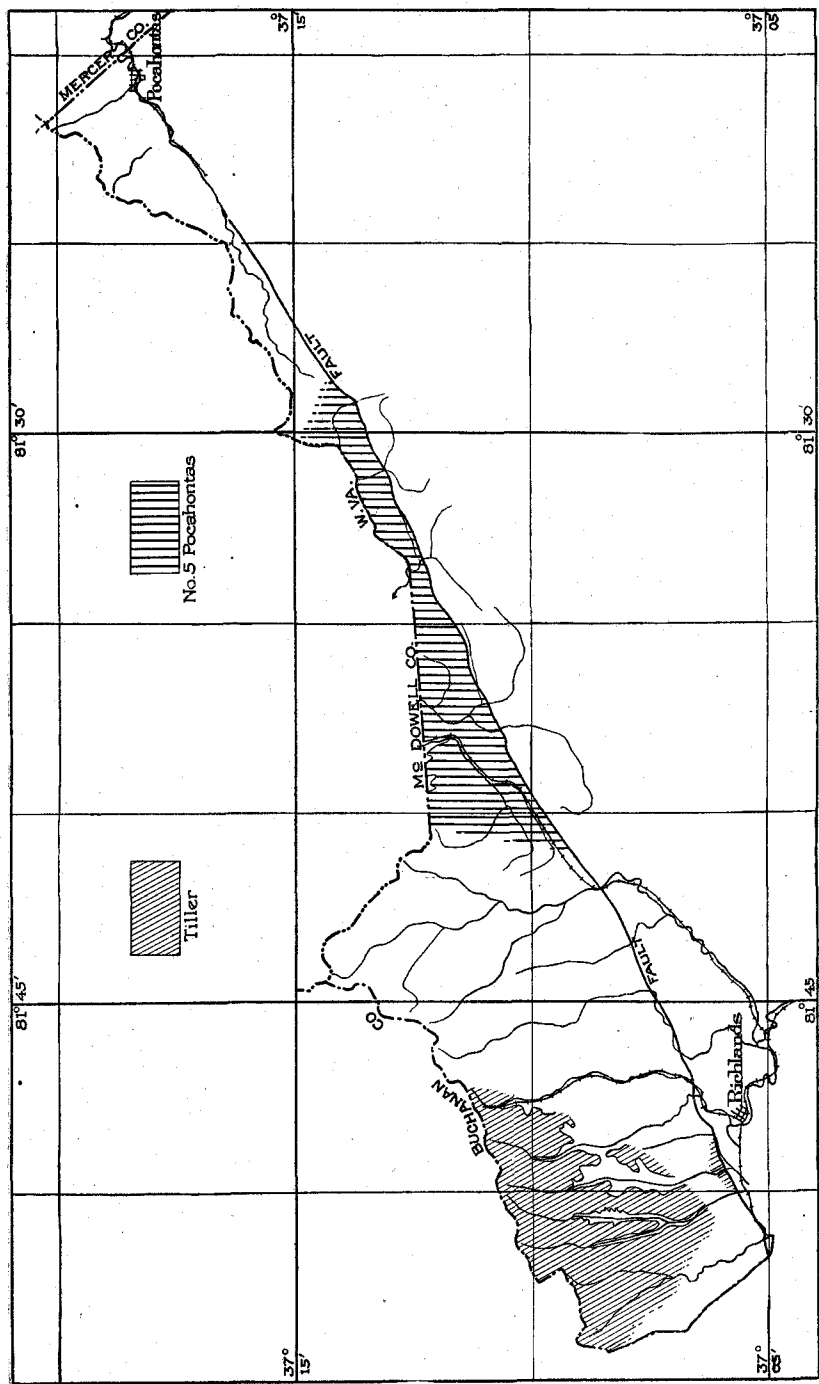 MERCER CO.
Pocahontas
37° 15'
37° 05'
FAULT
81° 30'
81° 30'
No.5 Pocahontas
W.VA.
Mc DOWELL CO.
Tiller
FAULT
81° 45'
81° 45'
CO
BUCHANAN
Richlands
37° 15'
37° 05'